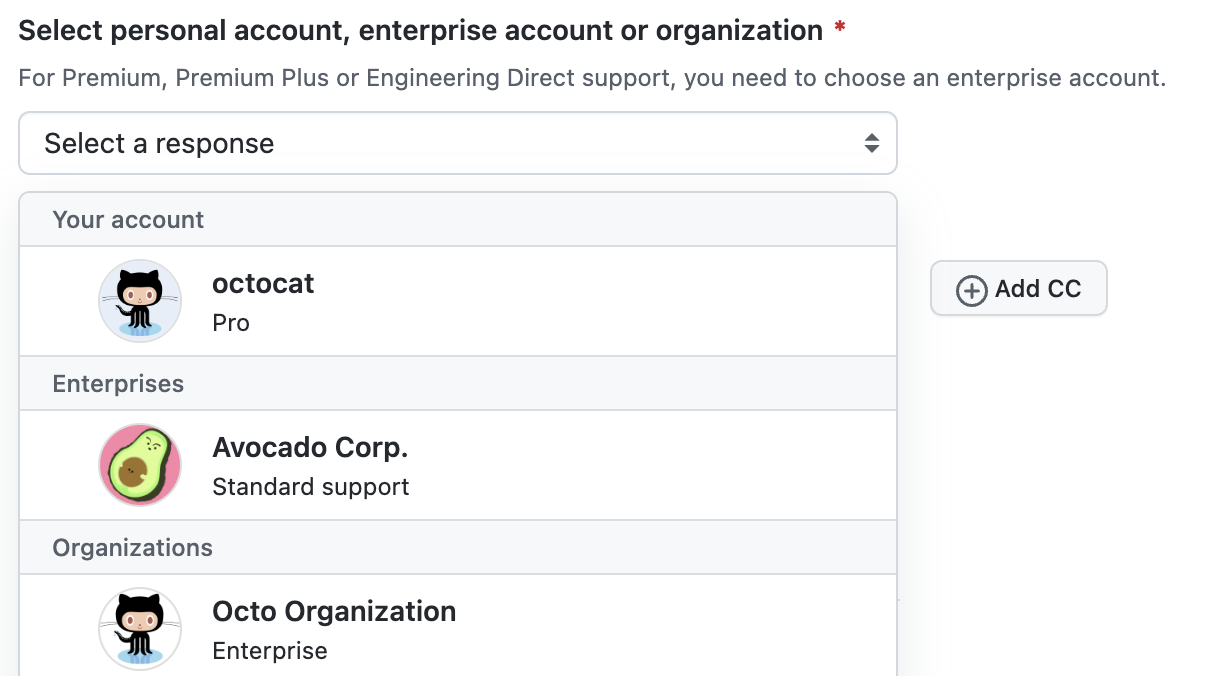 Select personal account, enterprise account or organization *
For Premium, Premium Plus or Engineering Direct support, you need to choose an enterprise account.
Select a response
Your account
octocat
Pro
Add CC
Enterprises
Avocado Corp.
Standard support
Organizations
Octo Organization
Enterprise